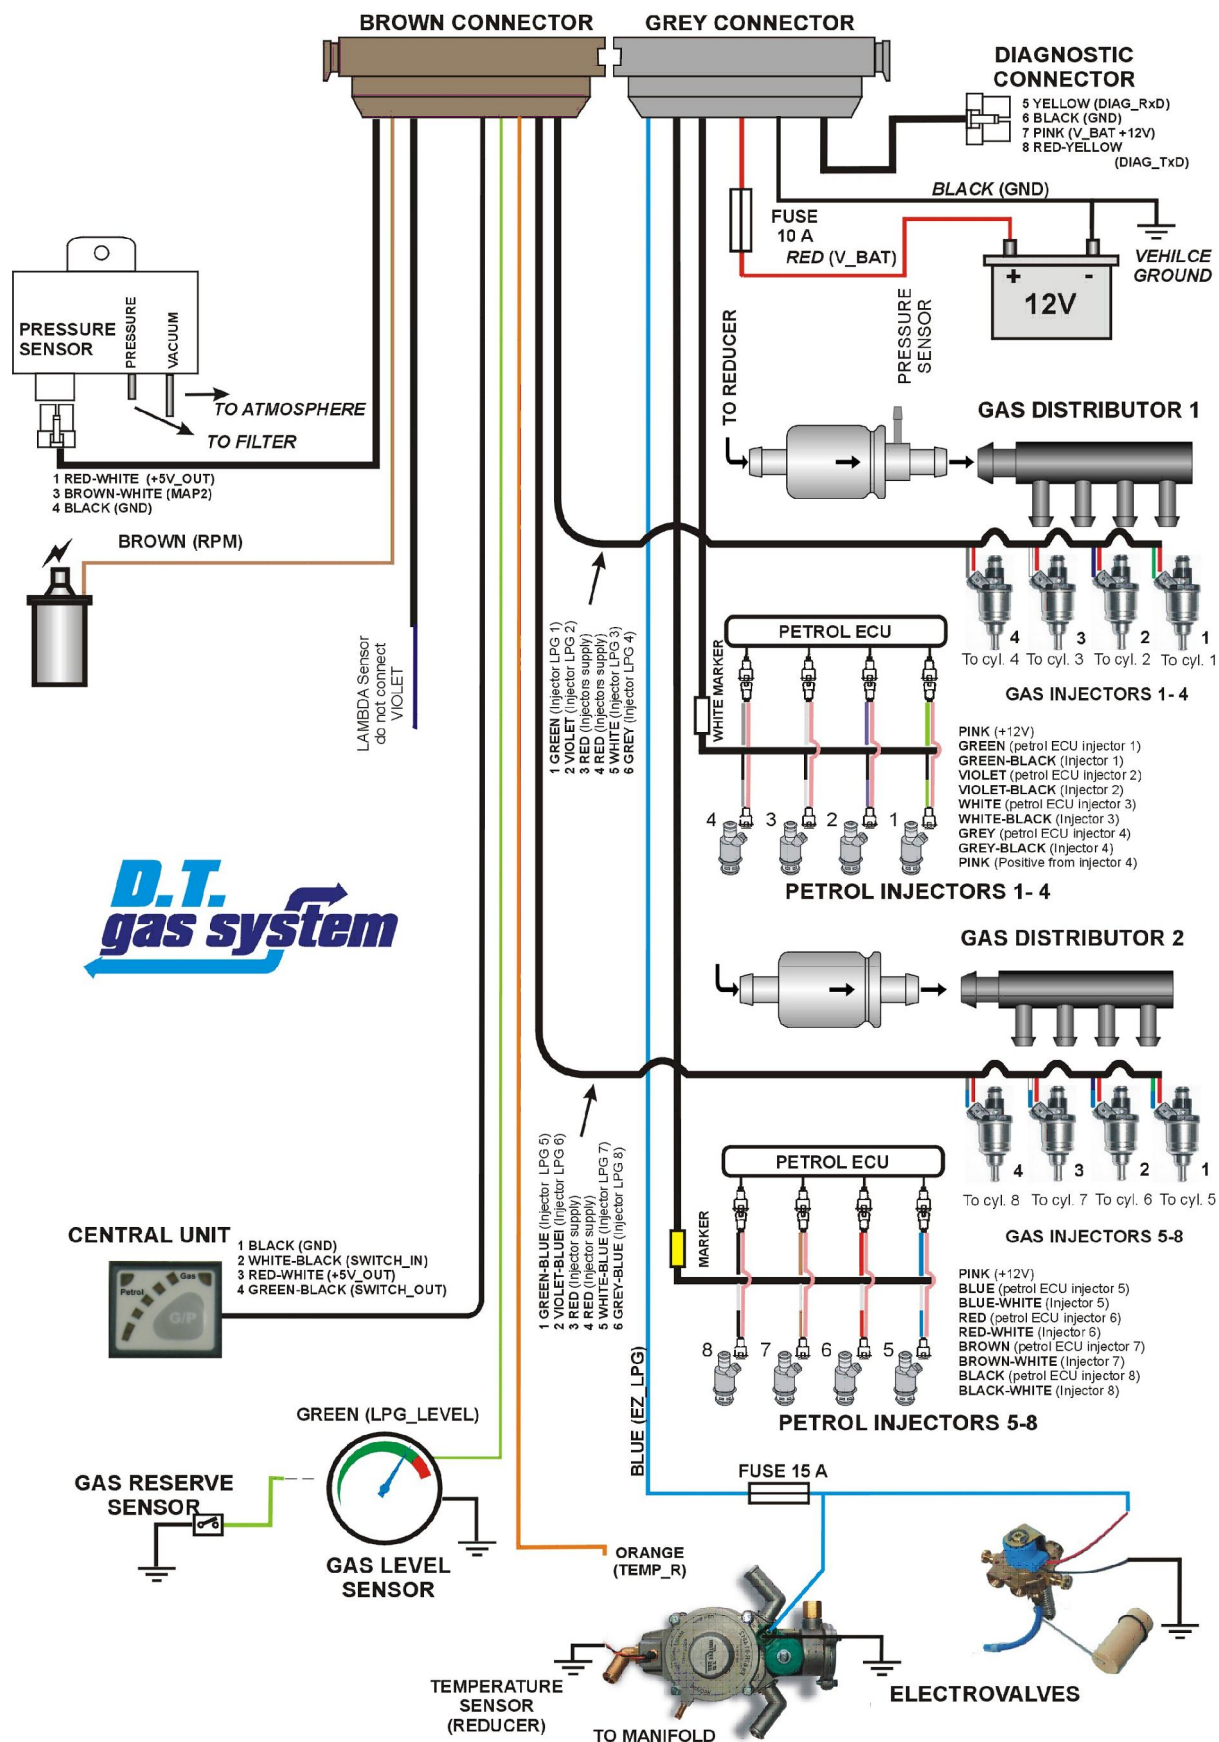 BROWN CONNECTOR
GREY CONNECTOR
DIAGNOSTIC
CONNECTOR
5 YELLOW (DIAG_RxD)
6 BLACK (GND)
7 PINK (V_BAT +12V)
8 RED-YELLOW
(DIAG_TxD)
BLACK (GND)
FUSE
10 A
RED (V_BAT)
VEHILCE
GROUND
+ -
12V
PRESSURE
SENSOR
PRESSURE
VACUUM
TO ATMOSPHERE
TO FILTER
1 RED-WHITE (+5V_OUT)
3 BROWN-WHITE (MAP2)
4 BLACK (GND)
BROWN (RPM)
TO REDUCER
PRESSURE
SENSOR
GAS DISTRIBUTOR 1
4 3 2 1
To cyl. 4 To cyl. 3 To cyl. 2 To cyl. 1
GAS INJECTORS 1- 4
LAMBDA Sensor
do not connect
VIOLET
1 GREEN (Injector LPG 1)
2 VIOLET (Injector LPG 2)
3 RED (Injectors supply)
4 RED (Injectors supply)
5 WHITE (Injector LPG 3)
6 GREY (Injector LPG 4)
PETROL ECU
WHITE MARKER
PINK (+12V)
GREEN (petrol ECU injector 1)
GREEN-BLACK (Injector 1)
VIOLET (petrol ECU injector 2)
VIOLET-BLACK (Injector 2)
WHITE (petrol ECU injector 3)
WHITE-BLACK (Injector 3)
GREY (petrol ECU injector 4)
GREY-BLACK (Injector 4)
PINK (Positive from injector 4)
4 3 2 1
PETROL INJECTORS 1- 4
D.T.
gas system
GAS DISTRIBUTOR 2
4 3 2 1
To cyl. 8 To cyl. 7 To cyl. 6 To cyl. 5
GAS INJECTORS 5-8
1 GREEN-BLUE (Injector LPG 5)
2 VIOLET-BLUEI (Injector LPG 6)
3 RED (Injector supply)
4 RED (Injector supply)
5 WHITE-BLUE (Injector LPG 7)
6 GREY-BLUE (Injector LPG 8)
PETROL ECU
MARKER
PINK (+12V)
BLUE (petrol ECU injector 5)
BLUE-WHITE (Injector 5)
RED (petrol ECU injector 6)
RED-WHITE (Injector 6)
BROWN (petrol ECU injector 7)
BROWN-WHITE (Injector 7)
BLACK (petrol ECU injector 8)
BLACK-WHITE (Injector 8)
8 7 6 5
PETROL INJECTORS 5-8
CENTRAL UNIT
1 BLACK (GND)
2 WHITE-BLACK (SWITCH_IN)
3 RED-WHITE (+5V_OUT)
4 GREEN-BLACK (SWITCH_OUT)
Gas
Petrol
G/P
GREEN (LPG_LEVEL)
GAS RESERVE
SENSOR
GAS LEVEL
SENSOR
BLUE (EZ_LPG)
FUSE 15 A
ORANGE
(TEMP_R)
TEMPERATURE
SENSOR
(REDUCER)
TO MANIFOLD
ELECTROVALVES